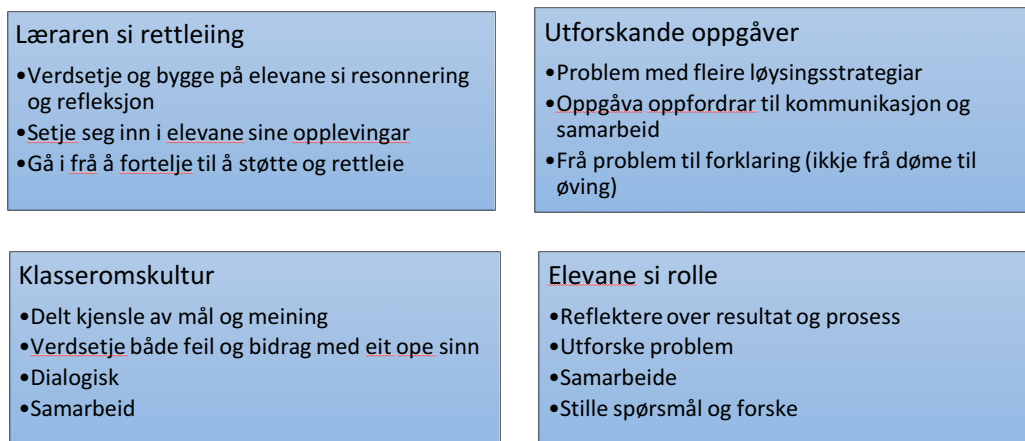 Læraren si rettleiing
•Verdsetje og bygge på elevane si resonnering
og refleksjon
•Setje seg inn i elevane sine opplevingar
•Gå i frå å fortelje til å støtte og rettleie
Utforskande oppgåver
•Problem med fleire løysingsstrategiar
•Oppgåva oppfordrar til kommunikasjon og
samarbeid
•Frå problem til forklaring (ikkje frå døme til
øving)
Klasseromskultur
•Delt kjensle av mål og meining
•Verdsetje både feil og bidrag med eit ope sinn
•Dialogisk
•Samarbeid
Elevane si rolle
•Reflektere over resultat og prosess
•Utforske problem
•Samarbeide
•Stille spørsmål og forske